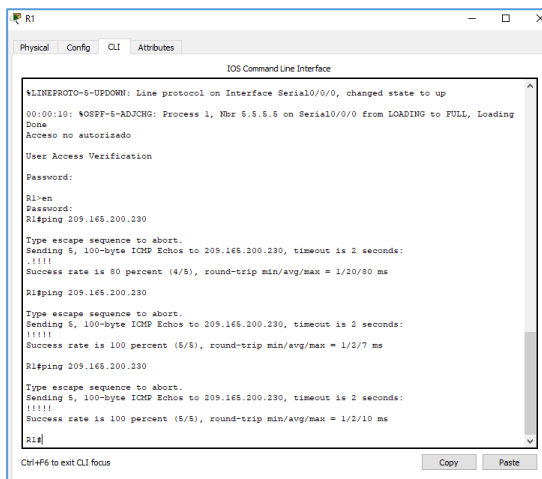 R1
Physical Config CLI Attributes
IOS Command Line Interface
%LINEPROTO-5-UPDOWN: Line protocol on Interface Serial0/0/0, changed state to up
00:00:10: %OSPF-5-ADJCHG: Process 1, Nbr 5.5.5.5 on Serial0/0/0 from LOADING to FULL, Loading
Done
Acceso no autorizado
User Access Verification
Password:
R1>en
Password:
R1#ping 209.165.200.230
Type escape sequence to abort.
Sending 5, 100-byte ICMP Echos to 209.165.200.230, timeout is 2 seconds:
.!!!!
Success rate is 80 percent (4/5), round-trip min/avg/max = 1/20/80 ms
R1#ping 209.165.200.230
Type escape sequence to abort.
Sending 5, 100-byte ICMP Echos to 209.165.200.230, timeout is 2 seconds:
!!!!!
Success rate is 100 percent (5/5), round-trip min/avg/max = 1/2/7 ms
R1#ping 209.165.200.230
Type escape sequence to abort.
Sending 5, 100-byte ICMP Echos to 209.165.200.230, timeout is 2 seconds:
!!!!!
Success rate is 100 percent (5/5), round-trip min/avg/max = 1/2/10 ms
R1#
Ctrl+F6 to exit CLI focus Copy Paste